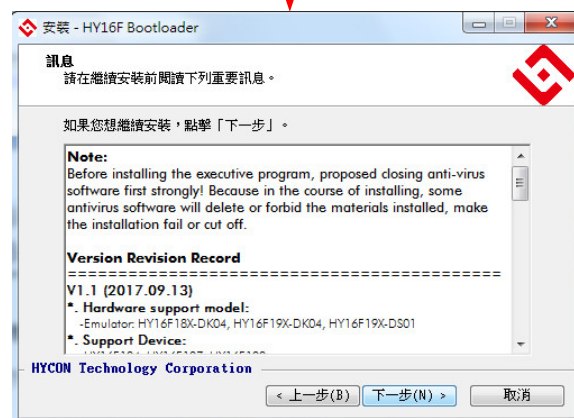 安裝 - HY16F Bootloader
訊息
請在繼續安裝前閱讀下列重要訊息。
如果您想繼續安裝，點擊「下一步」。
Note:
Before installing the executive program, proposed closing anti-virus
software first strongly! Because in the course of installing, some
antivirus software will delete or forbid the materials installed, make
the installation fail or cut off.
Version Revision Record
==================================================
V1.1 (2017.09.13)
*. Hardware support model:
-Emulator: HY16F18X-DK04, HY16F19X-DK04, HY16F19X-DS01
*. Support Device:
HYCON Technology Corporation
< 上一步(B)
下一步(N) >
取消